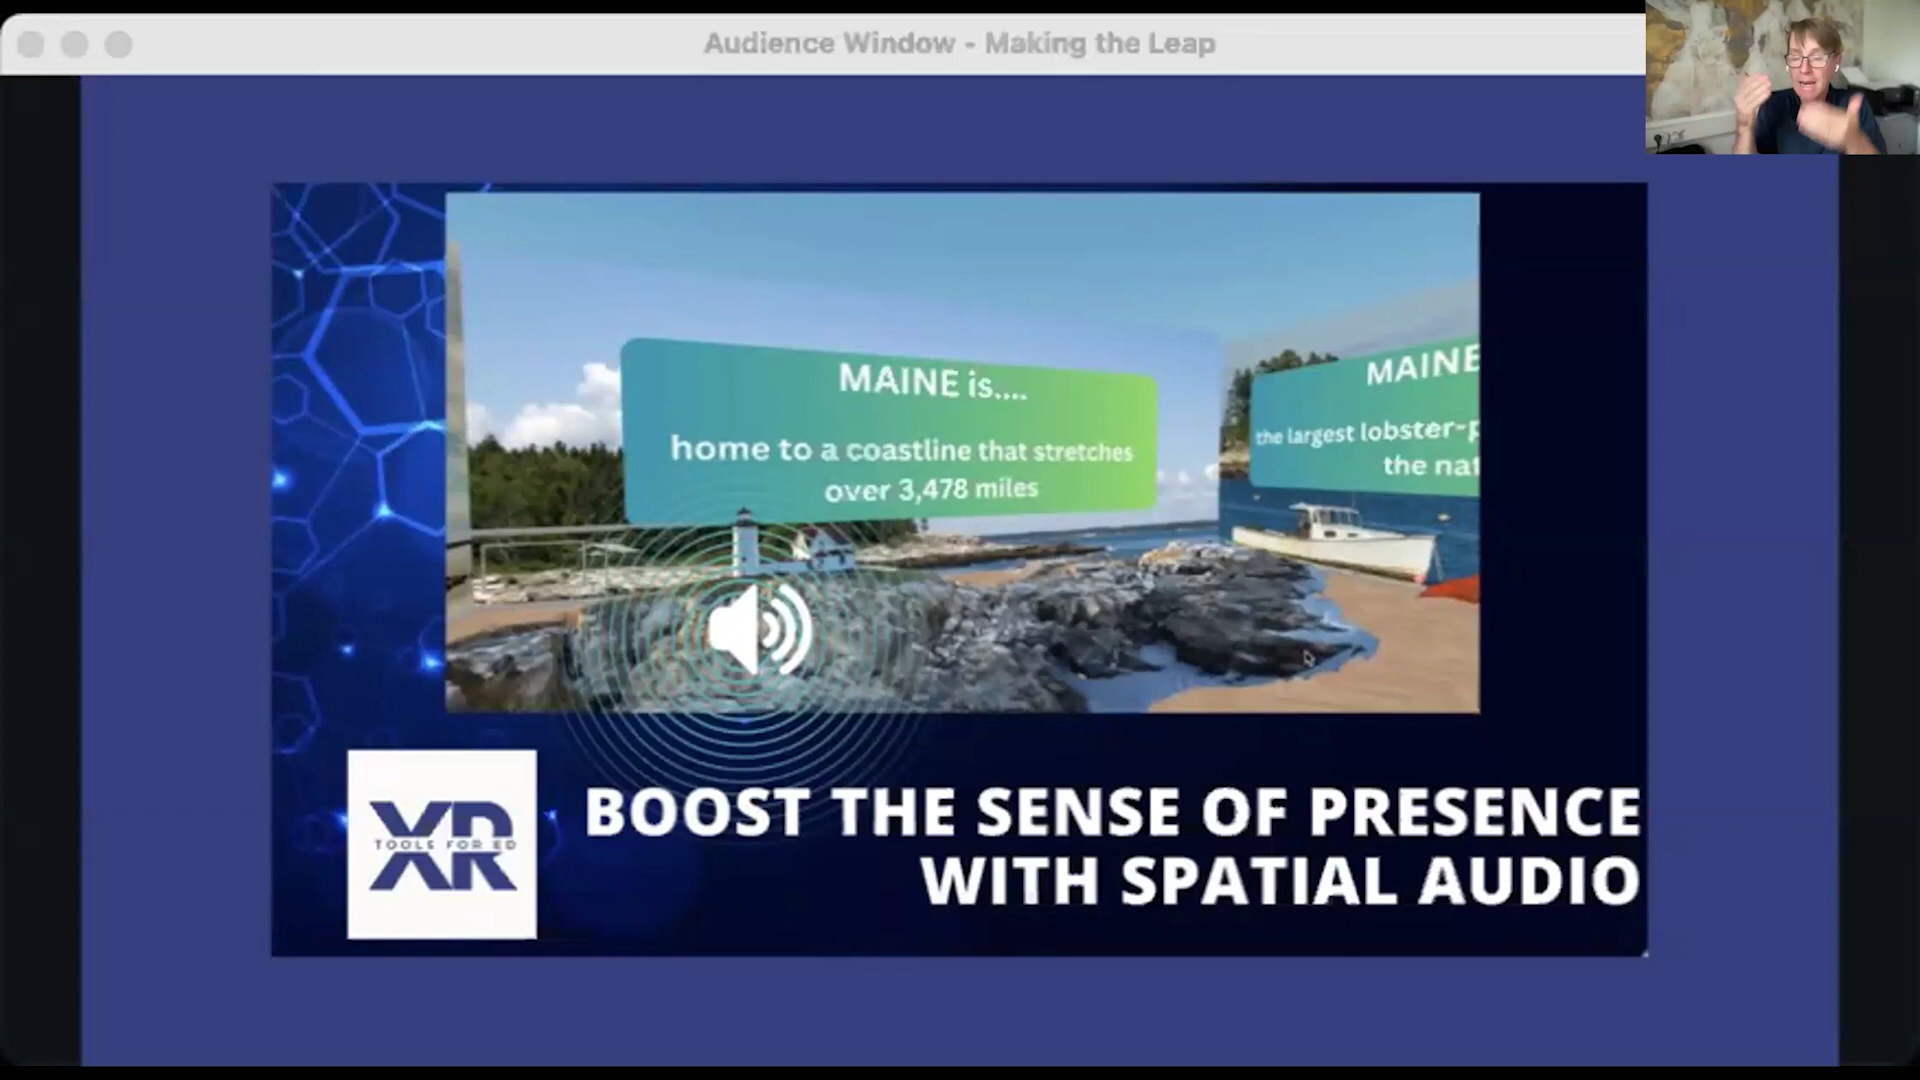 Audience Window - Making the Leap
MAINE is....
home to a coastline that stretches
over 3,478 miles
MAINE
the largest lobster-p
the nat
XR
TOOLS FOR ED
BOOST THE SENSE OF PRESENCE
WITH SPATIAL AUDIO